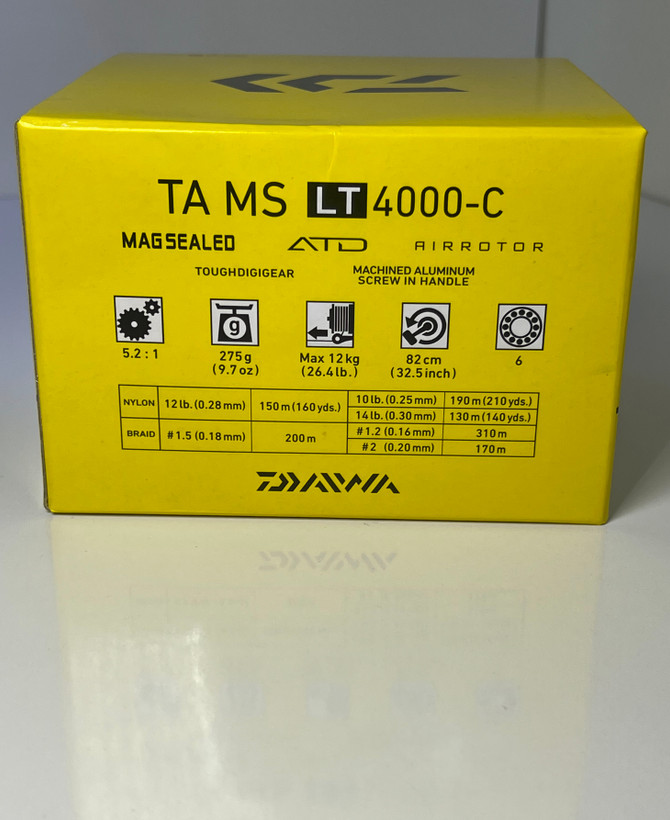 TA MS LT 4000-C
MAGSEALED ATD AIRROTOR
TOUGHDIGIGEAR MACHINED ALUMINUM
SCREW IN HANDLE
g
5.2 : 1 275g Max 12kg 82cm 6
(9.7oz) (26.4lb.) (32.5inch)
NYLON 12lb.(0.28mm) 150m(160yds.) 10lb.(0.25mm) 190m(210yds.)
14lb.(0.30mm) 130m(140yds.)
BRAID #1.5(0.18mm) 200m #1.2(0.16mm) 310m
#2 (0.20mm) 170m
DAIWA